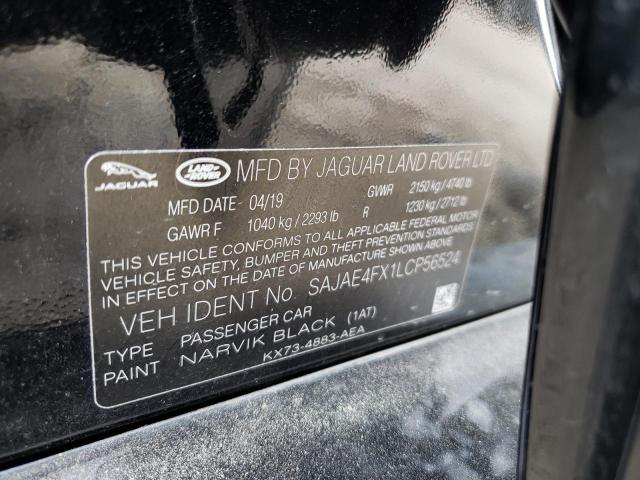 JAGUAR
LAND-
ROVER
MFD BY JAGUAR LAND ROVER LTD
MFD DATE 04/19 GVWR 2150 kg / 4740 lb
GAWR F 1040 kg / 2293 lb R 1230 kg / 2712 lb
THIS VEHICLE CONFORMS TO ALL APPLICABLE FEDERAL MOTOR
VEHICLE SAFETY, BUMPER AND THEFT PREVENTION STANDARDS
IN EFFECT ON THE DATE OF MANUFACTURE SHOWN ABOVE.
VEH IDENT No. SAJAE4FX1LCP56524
TYPE PASSENGER CAR
PAINT NARVIK BLACK (1AT)
KX73-4883-AEA